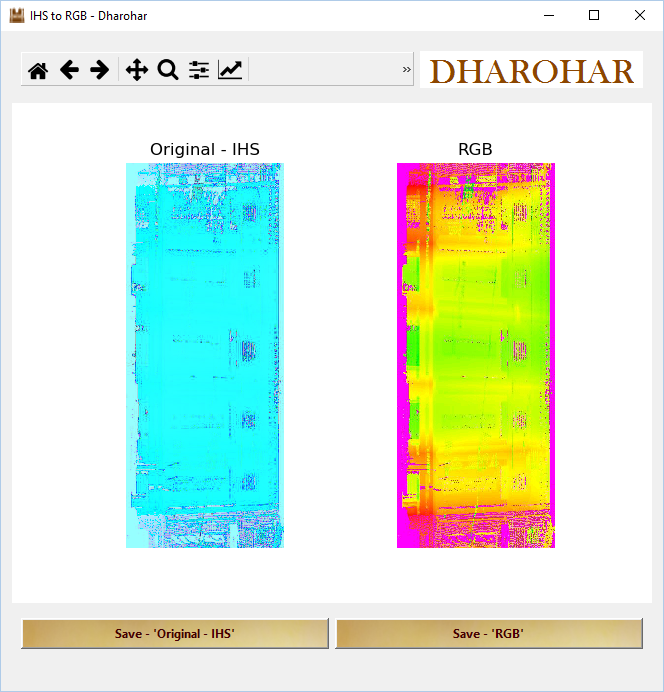 IHS to RGB - Dharohar
»
DHAROHAR
Original - IHS
RGB
Save - 'Original - IHS'
Save - 'RGB'